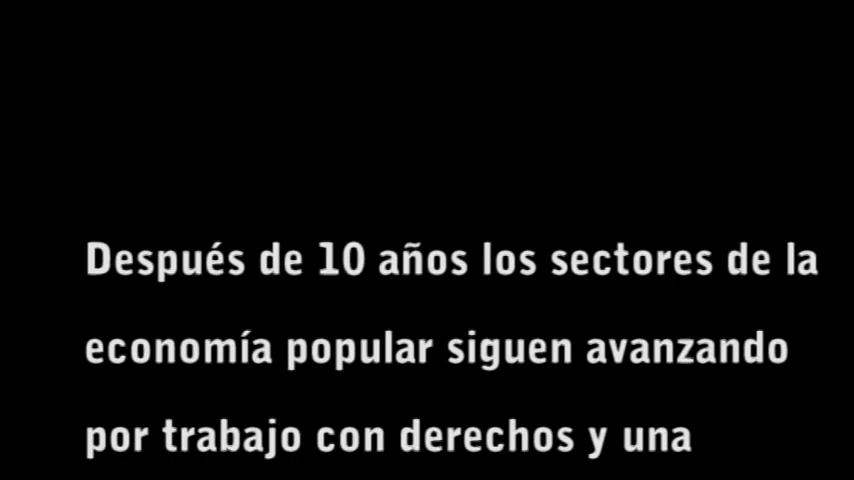 Después de 10 años los sectores de la
economía popular siguen avanzando
por trabajo con derechos y una